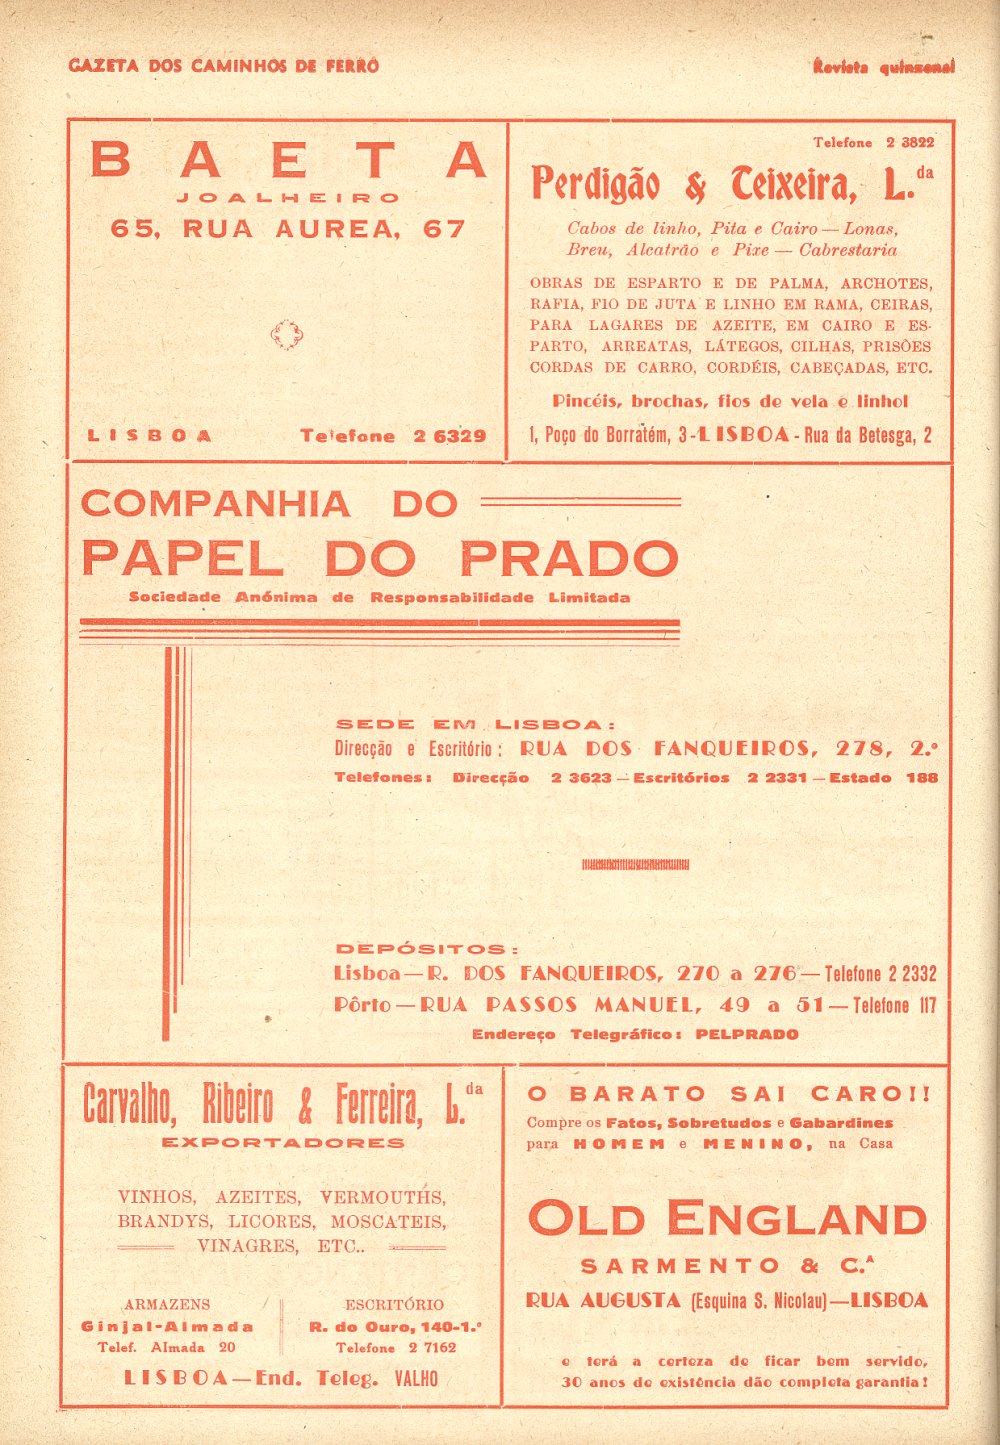 GAZETA DOS CAMINHOS DE FERRO
Revista quinzenal
BAETA
JOALHEIRO
65, RUA AUREA, 67
LISBOA Telefone 2 6329
Telefone 2 3822
Perdigão & Teixeira, L.da
Cabos de linho, Pita e Cairo — Lonas,
Breu, Alcatrão e Pixe — Cabrestaria
OBRAS DE ESPARTO E DE PALMA, ARCHOTES,
RAFIA, FIO DE JUTA E LINHO EM RAMA, CEIRAS,
PARA LAGARES DE AZEITE, EM CAIRO E ES-
PARTO, ARREATAS, LÁTEGOS, CILHAS, PRISÕES
CORDAS DE CARRO, CORDÉIS, CABEÇADAS, ETC.
Pincéis, brochas, fios de vela e linhol
1, Poço do Borratém, 3 - LISBOA - Rua da Betesga, 2
COMPANHIA DO
PAPEL DO PRADO
Sociedade Anónima de Responsabilidade Limitada
SEDE EM LISBOA:
Direcção e Escritório: RUA DOS FANQUEIROS, 278, 2.º
Telefones: Direcção 2 3623 — Escritórios 2 2331 — Estado 188
DEPÓSITOS:
Lisboa — R. DOS FANQUEIROS, 270 a 276 — Telefone 2 2332
Pôrto — RUA PASSOS MANUEL, 49 a 51 — Telefone 117
Endereço Telegráfico: PELPRADO
Carvalho, Ribeiro & Ferreira, L.da
EXPORTADORES
VINHOS, AZEITES, VERMOUTHS,
BRANDYS, LICORES, MOSCATEIS,
VINAGRES, ETC..
ARMAZENS
Ginjal-Almada
Telef. Almada 20
ESCRITÓRIO
R. do Ouro, 140-1.º
Telefone 2 7162
LISBOA — End. Teleg. VALHO
O BARATO SAI CARO!!
Compre os Fatos, Sobretudos e Gabardines
para HOMEM e MENINO, na Casa
OLD ENGLAND
SARMENTO & C.A
RUA AUGUSTA (Esquina S. Nicolau) — LISBOA
e terá a certeza de ficar bem servido,
30 anos de existência dão completa garantia!